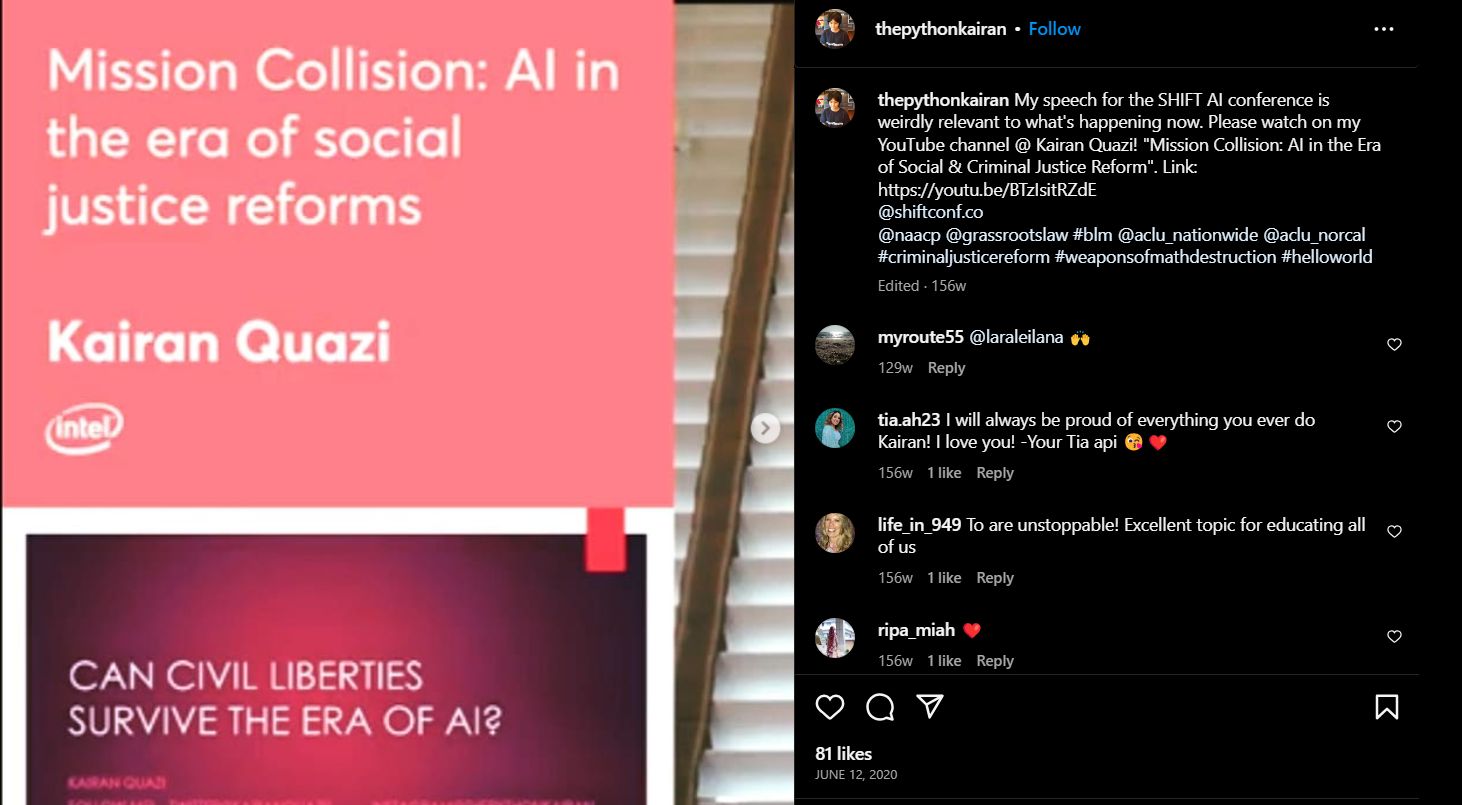 Mission Collision: AI in
the era of social
justice reforms
Kairan Quazi
intel
CAN CIVIL LIBERTIES
SURVIVE THE ERA OF AI?
KAIRAN QUAZI
thepythonkairan • Follow
thepythonkairan My speech for the SHIFT AI conference is
weirdly relevant to what's happening now. Please watch on my
YouTube channel @ Kairan Quazi! "Mission Collision: AI in the Era
of Social & Criminal Justice Reform". Link:
https://youtu.be/BTzIsitRZdE
@shiftconf.co
@naacp @grassrootslaw #blm @aclu_nationwide @aclu_norcal
#criminaljusticereform #weaponsofmathdestruction #helloworld
Edited · 156w
myroute55 @laraleilana 🙌
129w Reply
tia.ah23 I will always be proud of everything you ever do
Kairan! I love you! -Your Tia api 😘 ❤️
156w 1 like Reply
life_in_949 To are unstoppable! Excellent topic for educating all
of us
156w 1 like Reply
ripa_miah ❤️
156w 1 like Reply
81 likes
JUNE 12, 2020